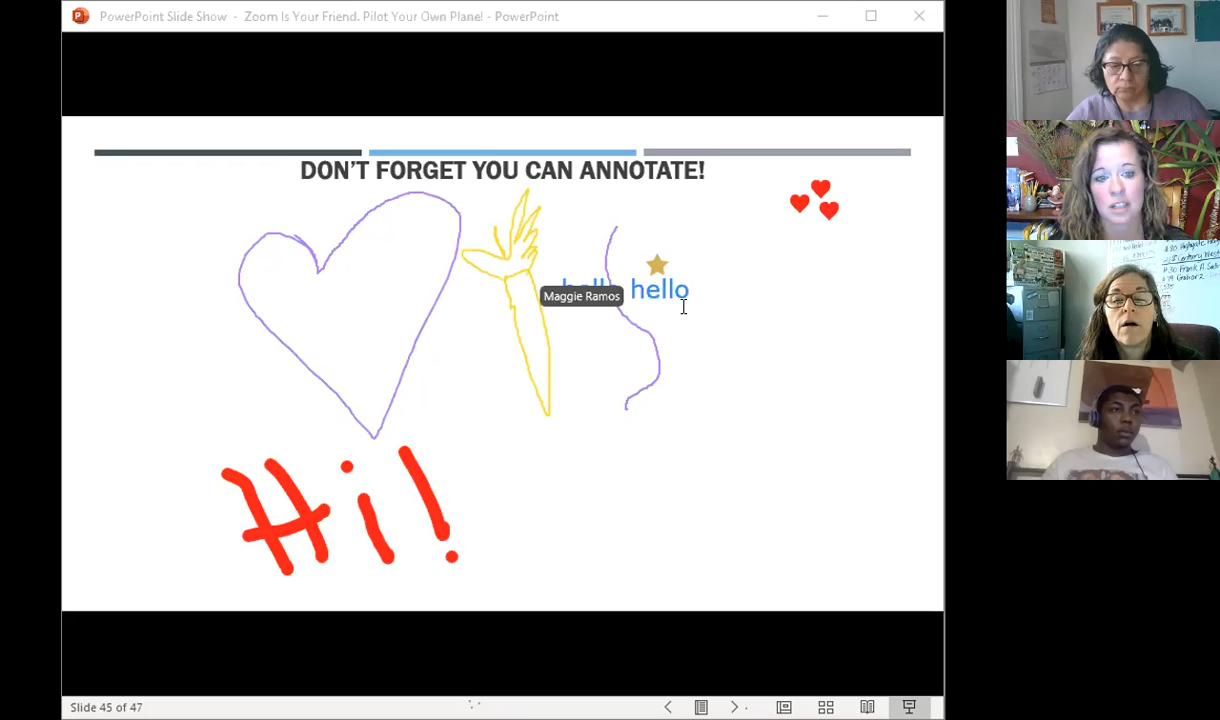 PowerPoint Slide Show - Zoom Is Your Friend. Pilot Your Own Plane! - PowerPoint
DON'T FORGET YOU CAN ANNOTATE!
hello hello
Maggie Ramos
Hi!
Slide 45 of 47